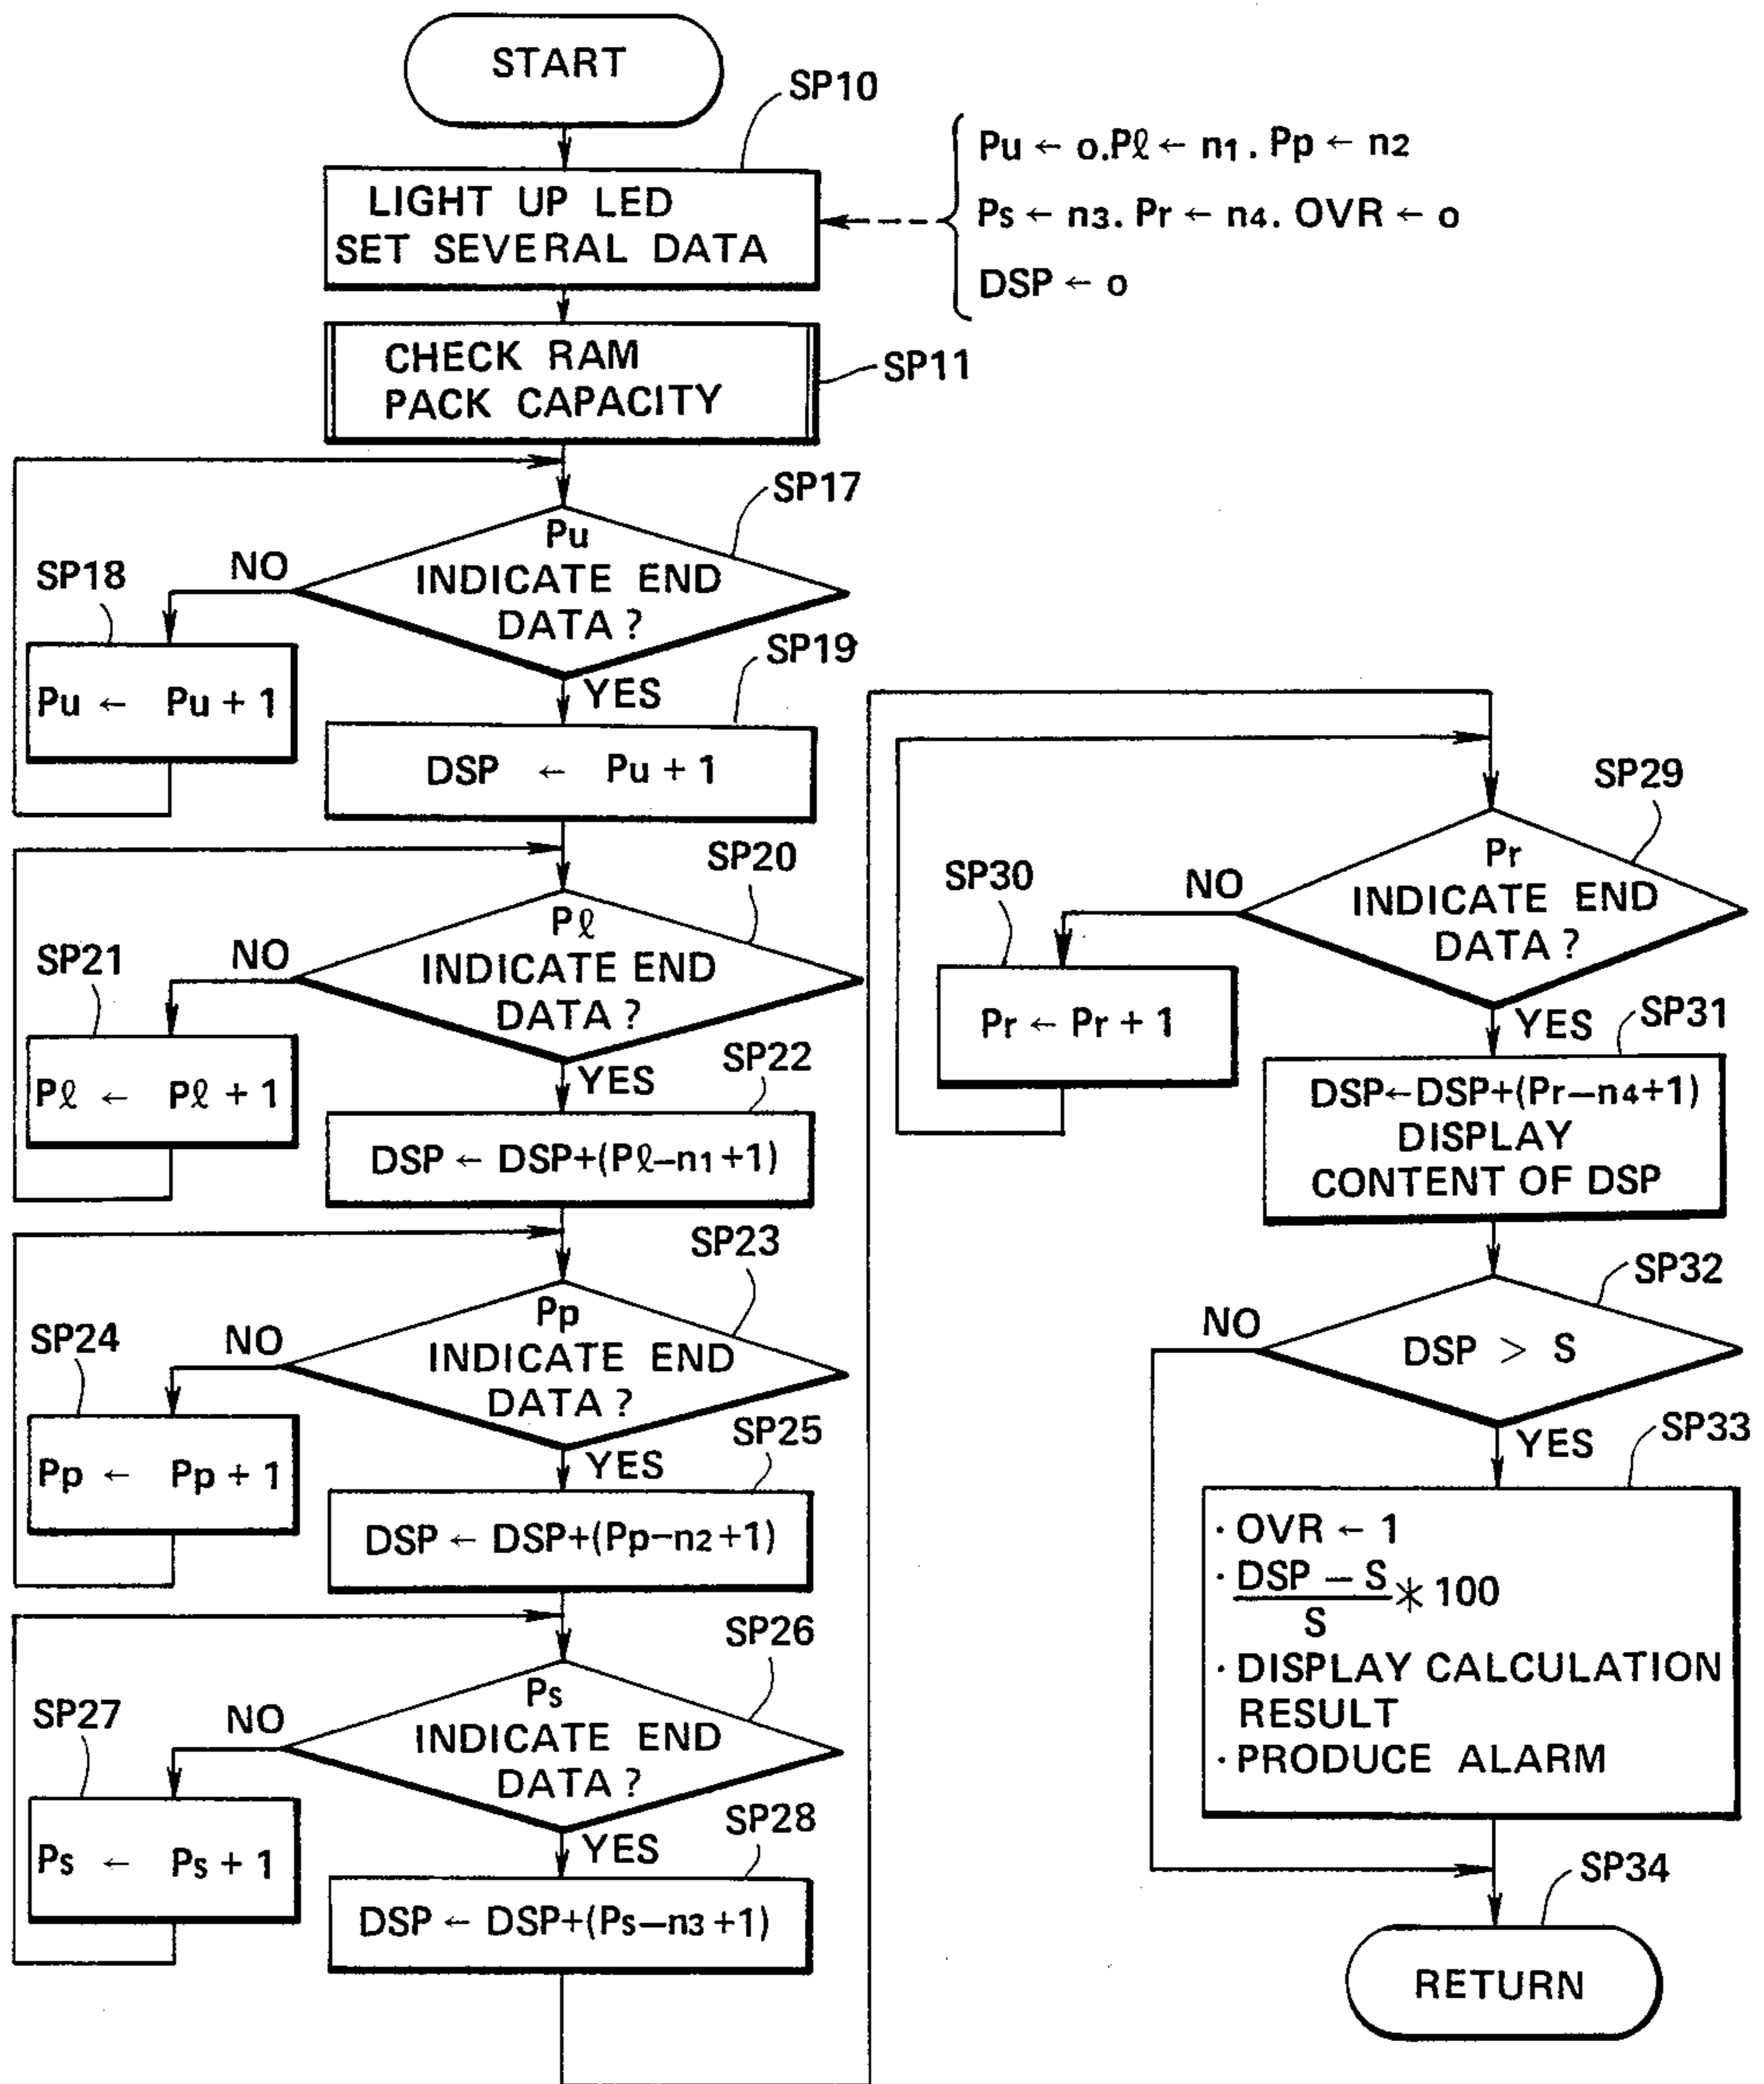 START
SP10
LIGHT UP LED
SET SEVERAL DATA
Pu ← o.Pℓ ← n1. Pp ← n2
Ps ← n3. Pr ← n4. OVR ← o
DSP ← o
CHECK RAM
PACK CAPACITY
SP11
SP17
Pu
INDICATE END
DATA?
NO
SP18
Pu ← Pu + 1
YES
SP19
DSP ← Pu + 1
SP20
Pℓ
INDICATE END
DATA?
NO
SP21
Pℓ ← Pℓ + 1
YES
SP22
DSP ← DSP+(Pℓ−n1+1)
SP23
Pp
INDICATE END
DATA?
NO
SP24
Pp ← Pp + 1
YES
SP25
DSP ← DSP+(Pp−n2+1)
SP26
Ps
INDICATE END
DATA?
NO
SP27
Ps ← Ps + 1
YES
SP28
DSP ← DSP+(Ps−n3+1)
SP29
Pr
INDICATE END
DATA?
NO
SP30
Pr ← Pr + 1
YES
SP31
DSP←DSP+(Pr−n4+1)
DISPLAY
CONTENT OF DSP
SP32
DSP > S
NO
YES
SP33
· OVR ← 1
· DSP − S
S
* 100
· DISPLAY CALCULATION
RESULT
· PRODUCE ALARM
SP34
RETURN